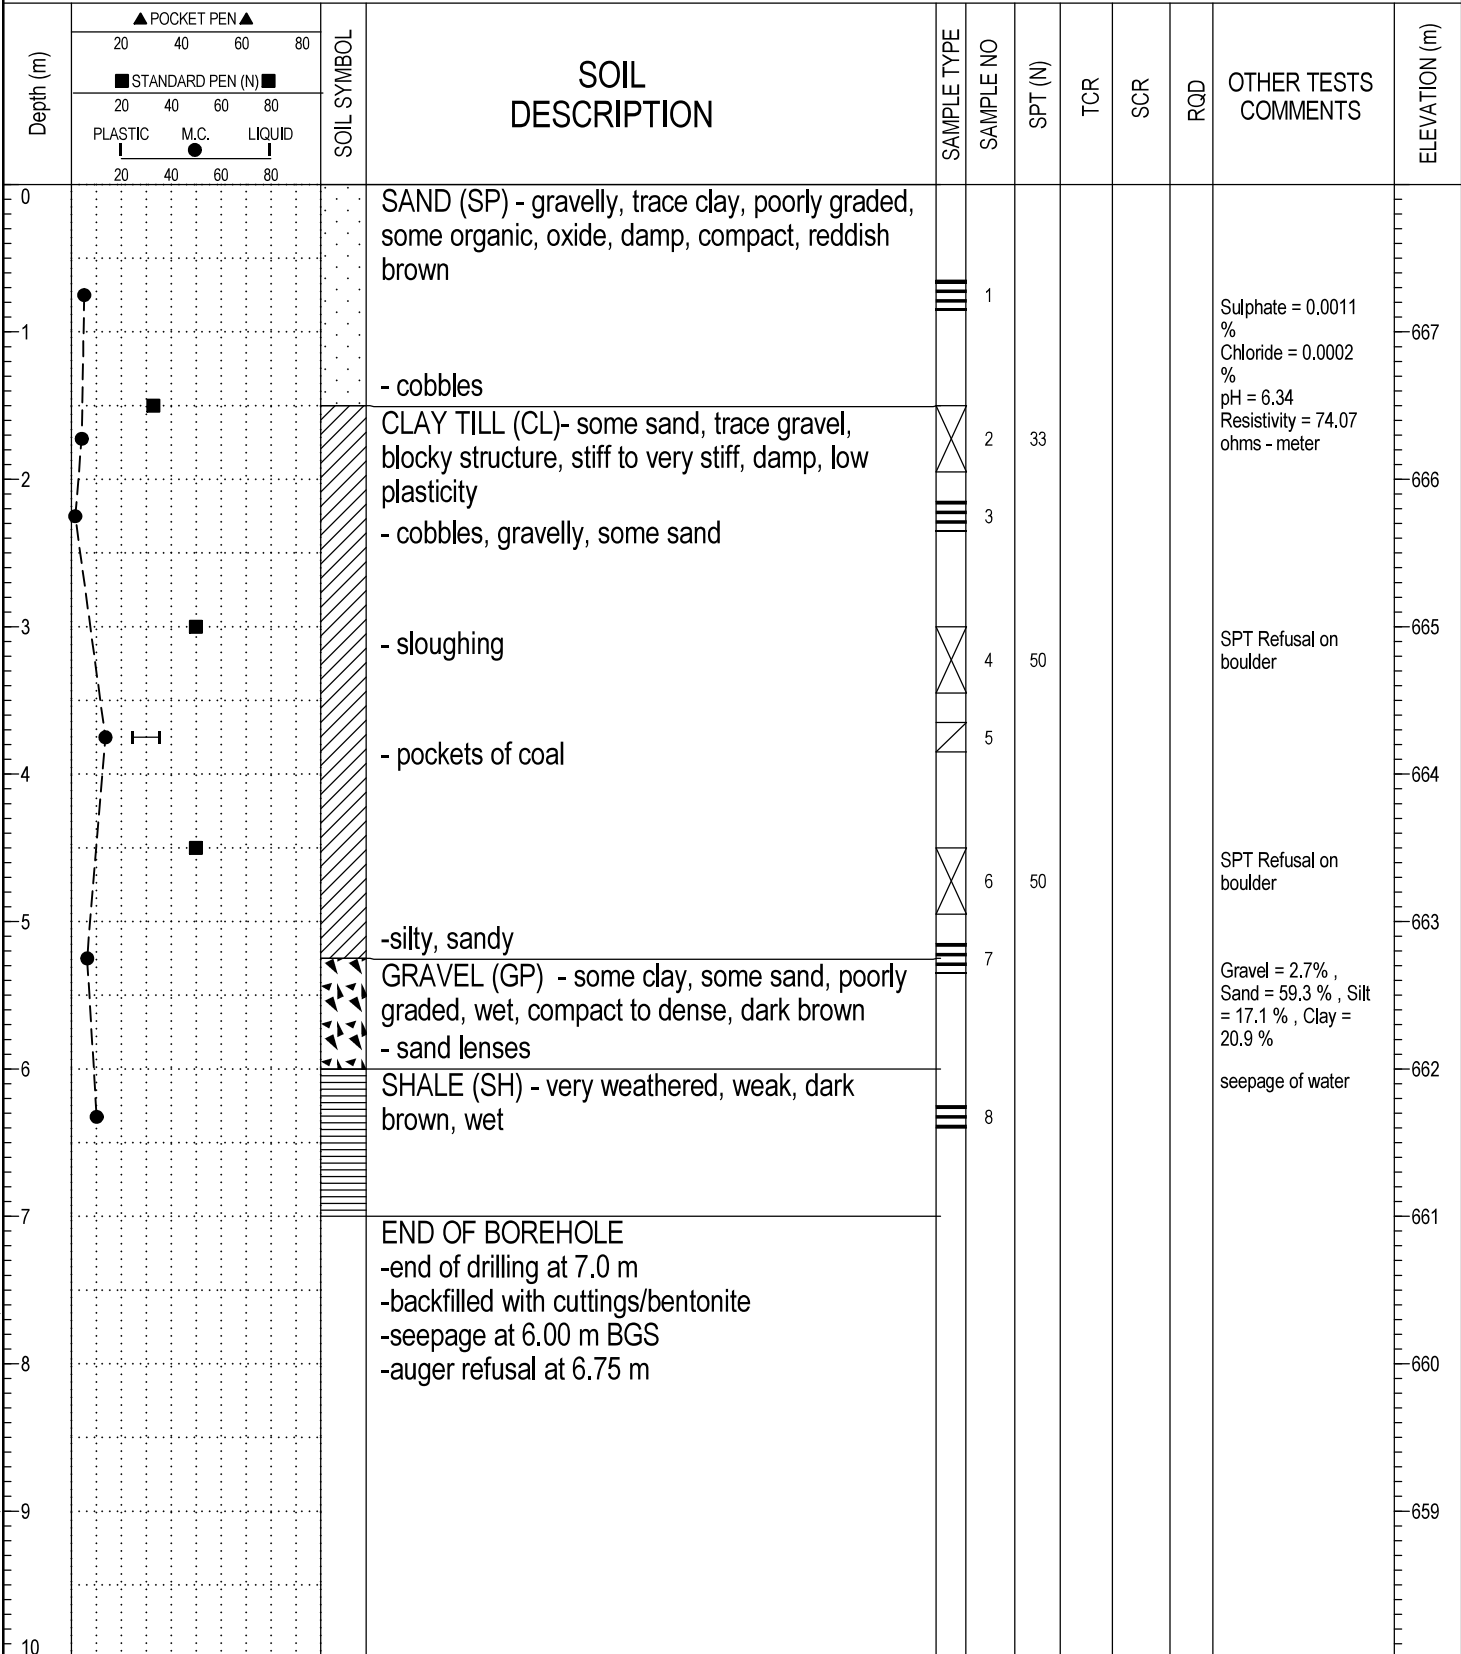 Depth (m)
▲ POCKET PEN ▲
20 40 60 80
■ STANDARD PEN (N) ■
20 40 60 80
PLASTIC M.C. LIQUID
20 40 60 80
SOIL SYMBOL
SOIL
DESCRIPTION
SAMPLE TYPE
SAMPLE NO
SPT (N)
TCR
SCR
RQD
OTHER TESTS
COMMENTS
ELEVATION (m)
0
SAND (SP) - gravelly, trace clay, poorly graded,
some organic, oxide, damp, compact, reddish
brown
1
Sulphate = 0.0011
%
Chloride = 0.0002
%
pH = 6.34
Resistivity = 74.07
ohms - meter
1
667
- cobbles
CLAY TILL (CL)- some sand, trace gravel,
blocky structure, stiff to very stiff, damp, low
plasticity
2 33
2
666
3
- cobbles, gravelly, some sand
3
665
- sloughing
4 50
SPT Refusal on
boulder
5
- pockets of coal
4
664
6 50
SPT Refusal on
boulder
5
663
-silty, sandy
7
GRAVEL (GP) - some clay, some sand, poorly
graded, wet, compact to dense, dark brown
- sand lenses
Gravel = 2.7% ,
Sand = 59.3 % , Silt
= 17.1 % , Clay =
20.9 %
6
662
SHALE (SH) - very weathered, weak, dark
brown, wet
seepage of water
8
7
661
END OF BOREHOLE
-end of drilling at 7.0 m
-backfilled with cuttings/bentonite
-seepage at 6.00 m BGS
-auger refusal at 6.75 m
8
660
9
659
10